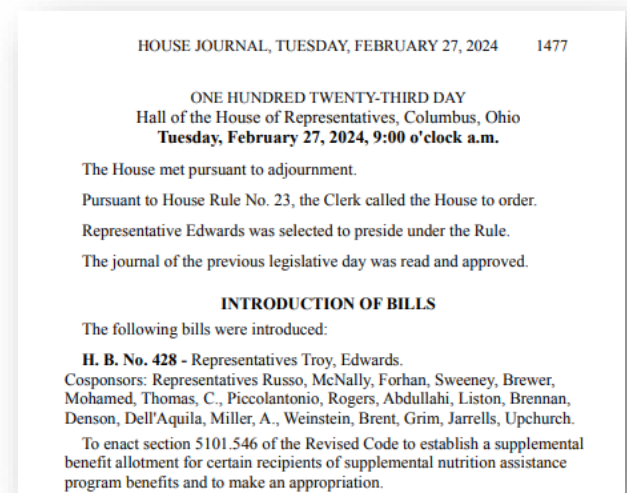 HOUSE JOURNAL, TUESDAY, FEBRUARY 27, 2024 1477
ONE HUNDRED TWENTY-THIRD DAY
Hall of the House of Representatives, Columbus, Ohio
Tuesday, February 27, 2024, 9:00 o'clock a.m.
The House met pursuant to adjournment.
Pursuant to House Rule No. 23, the Clerk called the House to order.
Representative Edwards was selected to preside under the Rule.
The journal of the previous legislative day was read and approved.
INTRODUCTION OF BILLS
The following bills were introduced:
H. B. No. 428 - Representatives Troy, Edwards.
Cosponsors: Representatives Russo, McNally, Forhan, Sweeney, Brewer,
Mohamed, Thomas, C., Piccolantonio, Rogers, Abdullahi, Liston, Brennan,
Denson, Dell'Aquila, Miller, A., Weinstein, Brent, Grim, Jarrells, Upchurch.
To enact section 5101.546 of the Revised Code to establish a supplemental
benefit allotment for certain recipients of supplemental nutrition assistance
program benefits and to make an appropriation.